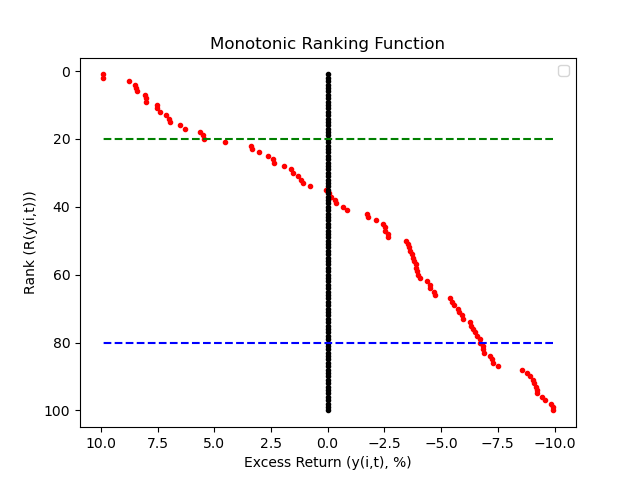 Monotonic Ranking Function
Rank (R(y(i,t)))
0
20
40
60
80
100
10.0 7.5 5.0 2.5 0.0 −2.5 −5.0 −7.5 −10.0
Excess Return (y(i,t), %)